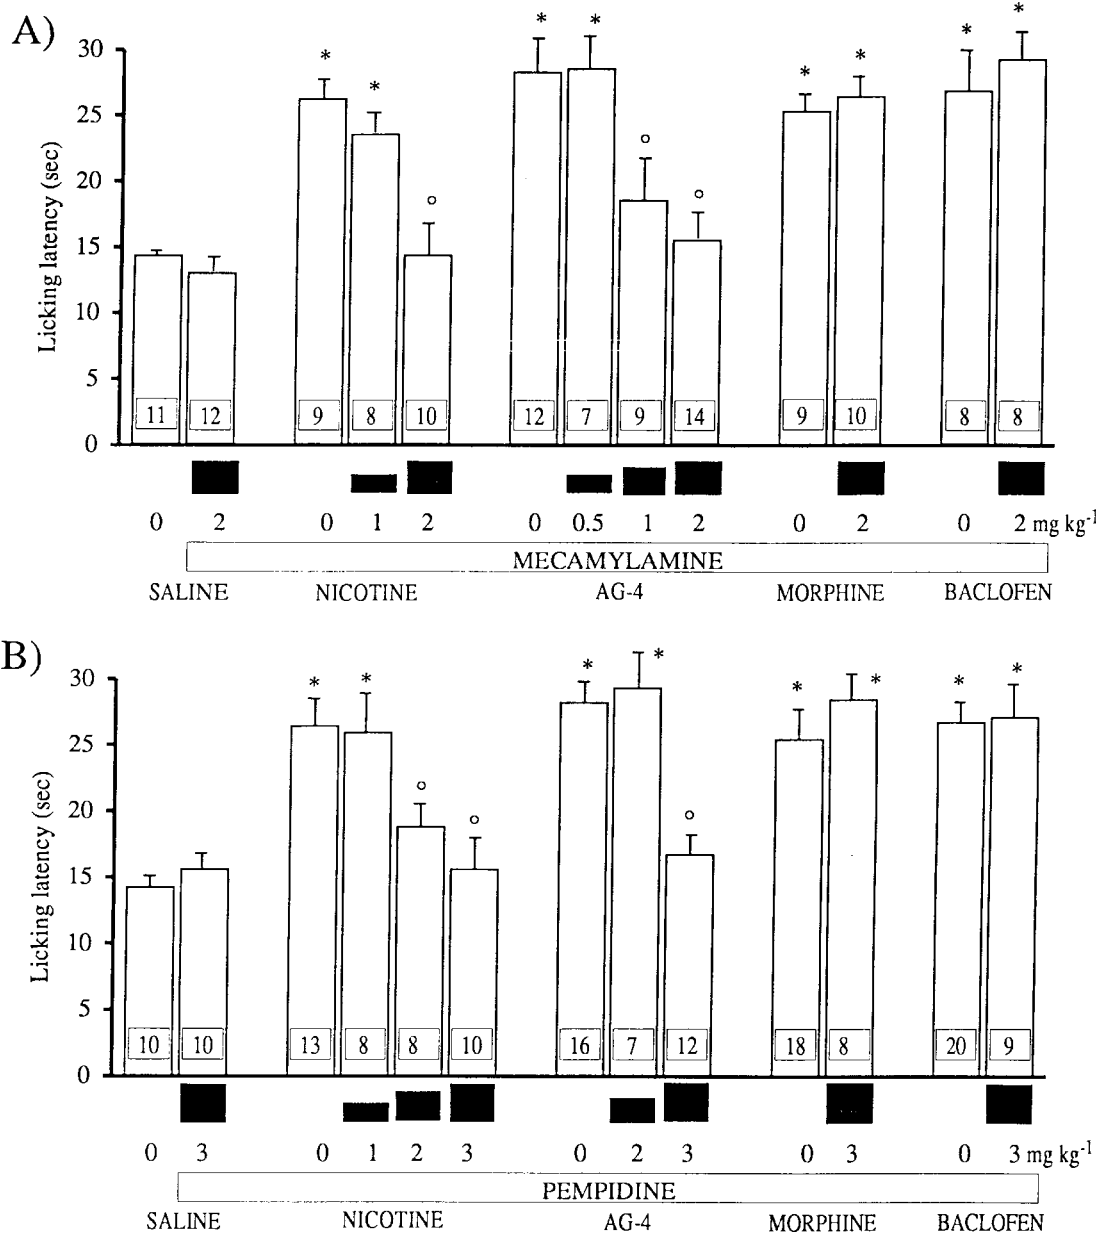 A)
* *
* * * * *
30
*
25
20
o o o
15
10
5
11 12 9 8 10 12 7 9 14 9 10 8 8
0
0 2 0 1 2 0 0.5 1 2 0 2 0 2 mg kg-1
MECAMYLAMINE
SALINE NICOTINE AG-4 MORPHINE BACLOFEN
Licking latency (sec)
B)
* * * * * * * *
30
25
20
o o o
15
10
5
10 10 13 8 8 10 16 7 12 18 8 20 9
0
0 3 0 1 2 3 0 2 3 0 3 0 3 mg kg-1
PEMPIDINE
SALINE NICOTINE AG-4 MORPHINE BACLOFEN
Licking latency (sec)